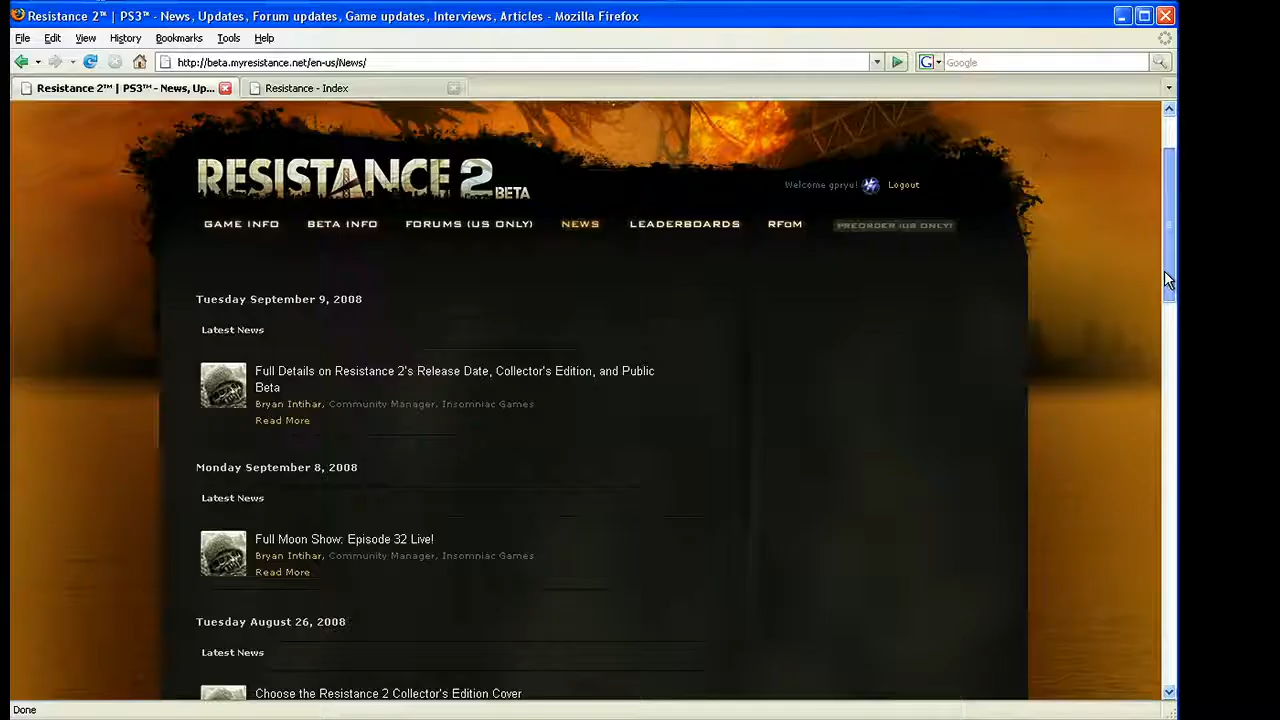 Resistance 2™ | PS3™ - News, Updates, Forum updates, Game updates, Interviews, Articles - Mozilla Firefox
File Edit View History Bookmarks Tools Help
http://beta.myresistance.net/en-us/News/
Google
Resistance 2™ | PS3™ - News, Up...
Resistance - Index
RESISTANCE 2 BETA
Welcome gpryu! Logout
GAME INFO BETA INFO FORUMS (US ONLY) NEWS LEADERBOARDS RFOM PREORDER (US ONLY)
Tuesday September 9, 2008
Latest News
Full Details on Resistance 2's Release Date, Collector's Edition, and Public
Beta
Bryan Intihar, Community Manager, Insomniac Games
Read More
Monday September 8, 2008
Latest News
Full Moon Show: Episode 32 Live!
Bryan Intihar, Community Manager, Insomniac Games
Read More
Tuesday August 26, 2008
Latest News
Choose the Resistance 2 Collector's Edition Cover
Done